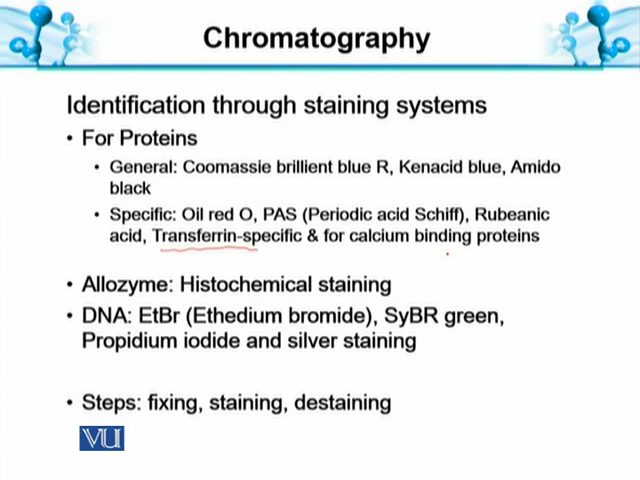 Chromatography
Identification through staining systems
• For Proteins
• General: Coomassie brillient blue R, Kenacid blue, Amido
black
• Specific: Oil red O, PAS (Periodic acid Schiff), Rubeanic
acid, Transferrin-specific & for calcium binding proteins
• Allozyme: Histochemical staining
• DNA: EtBr (Ethedium bromide), SyBR green,
Propidium iodide and silver staining
• Steps: fixing, staining, destaining
VU